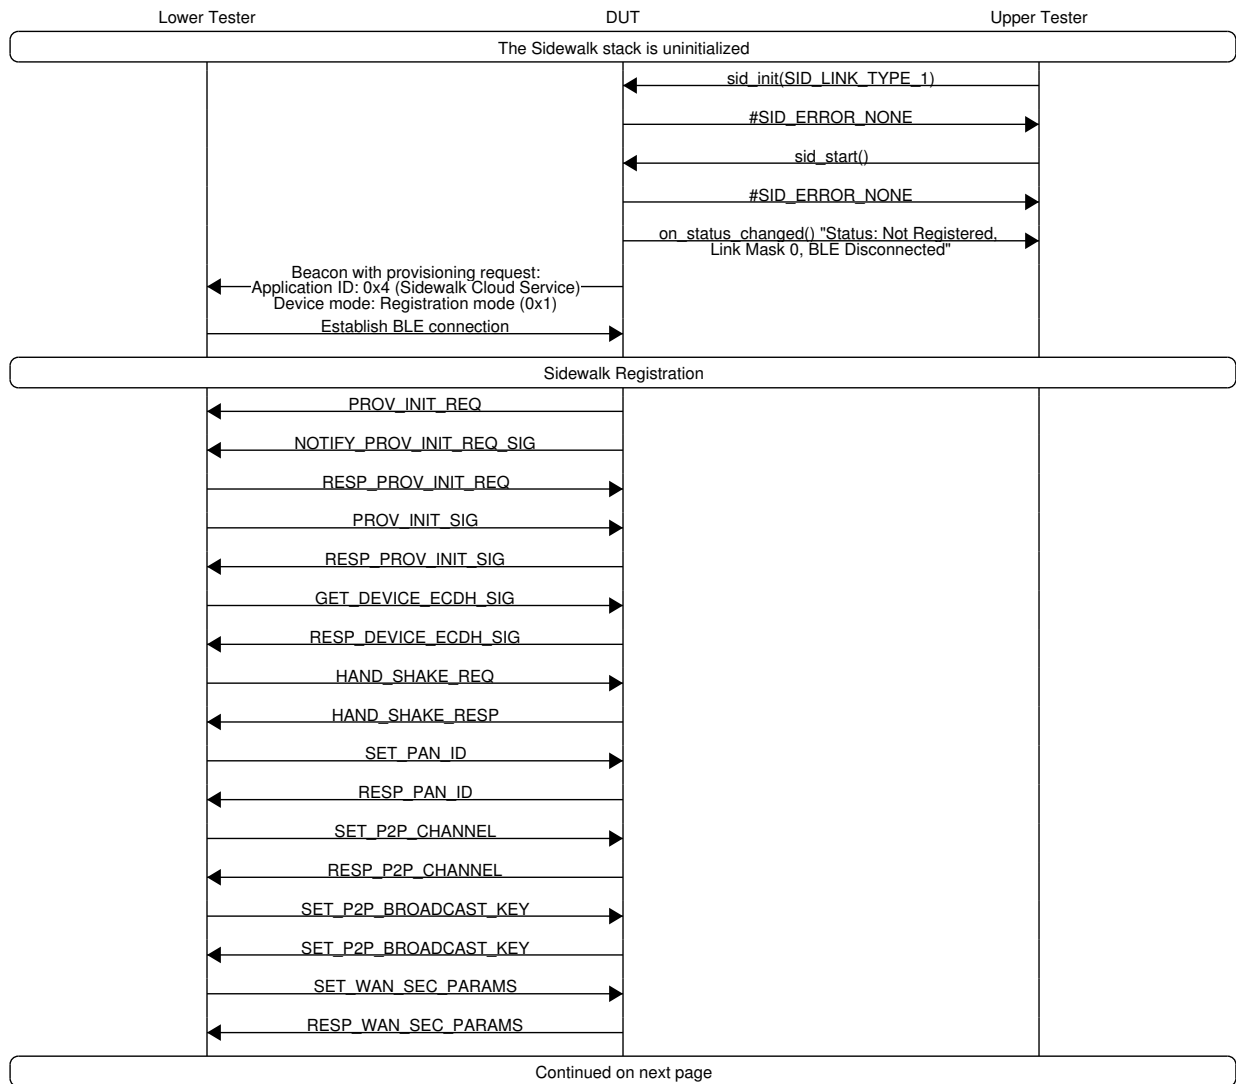 Lower Tester DUT Upper Tester
The Sidewalk stack is uninitialized
sid_init(SID_LINK_TYPE_1)
#SID_ERROR_NONE
sid_start()
#SID_ERROR_NONE
on_status_changed() "Status: Not Registered,
Link Mask 0, BLE Disconnected"
Beacon with provisioning request:
Application ID: 0x4 (Sidewalk Cloud Service)
Device mode: Registration mode (0x1)
Establish BLE connection
Sidewalk Registration
PROV_INIT_REQ
NOTIFY_PROV_INIT_REQ_SIG
RESP_PROV_INIT_REQ
PROV_INIT_SIG
RESP_PROV_INIT_SIG
GET_DEVICE_ECDH_SIG
RESP_DEVICE_ECDH_SIG
HAND_SHAKE_REQ
HAND_SHAKE_RESP
SET_PAN_ID
RESP_PAN_ID
SET_P2P_CHANNEL
RESP_P2P_CHANNEL
SET_P2P_BROADCAST_KEY
SET_P2P_BROADCAST_KEY
SET_WAN_SEC_PARAMS
RESP_WAN_SEC_PARAMS
Continued on next page